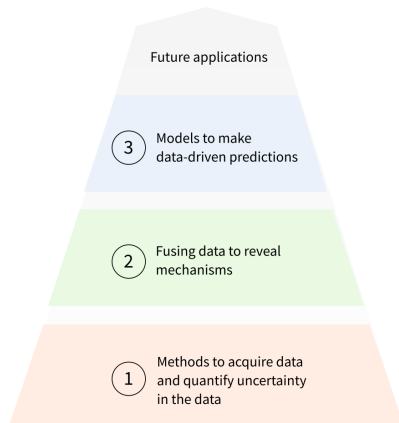 Future applications
3
Models to make
data-driven predictions
2
Fusing data to reveal
mechanisms
1
Methods to acquire data
and quantify uncertainty
in the data